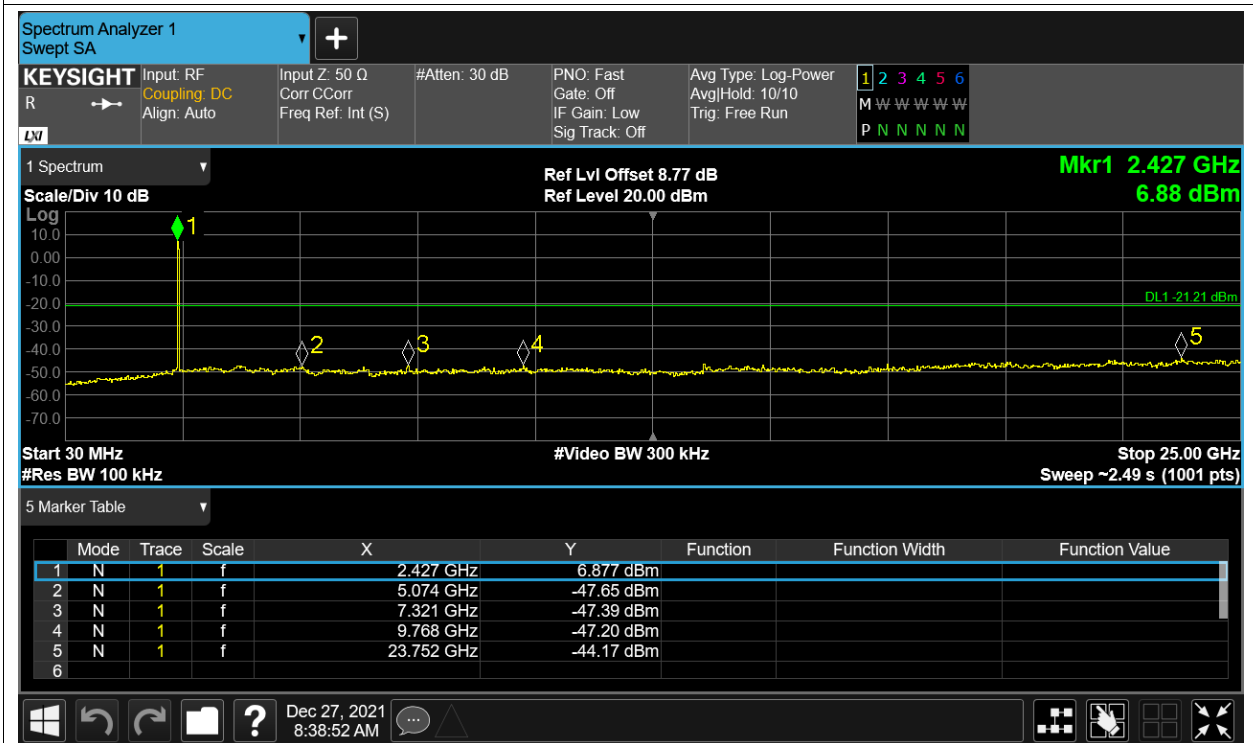 Spectrum Analyzer 1
Swept SA
KEYSIGHT Input: RF Input Z: 50 Ω #Atten: 30 dB PNO: Fast Avg Type: Log-Power 1 2 3 4 5 6
R Coupling: DC Corr CCorr Gate: Off Avg|Hold: 10/10 M W W W W W
Align: Auto Freq Ref: Int (S) IF Gain: Low Trig: Free Run
LXI Sig Track: Off P N N N N N
1 Spectrum Ref Lvl Offset 8.77 dB Mkr1 2.427 GHz
Scale/Div 10 dB Ref Level 20.00 dBm 6.88 dBm
Log
10.0
0.00
-10.0
-20.0
-30.0
-40.0
-50.0
-60.0
-70.0
1
DL1 -21.21 dBm
2 3 4 5
Start 30 MHz #Video BW 300 kHz Stop 25.00 GHz
#Res BW 100 kHz Sweep ~2.49 s (1001 pts)
5 Marker Table
Mode Trace Scale X Y Function Function Width Function Value
1 N 1 f 2.427 GHz 6.877 dBm
2 N 1 f 5.074 GHz -47.65 dBm
3 N 1 f 7.321 GHz -47.39 dBm
4 N 1 f 9.768 GHz -47.20 dBm
5 N 1 f 23.752 GHz -44.17 dBm
6
? Dec 27, 2021
8:38:52 AM